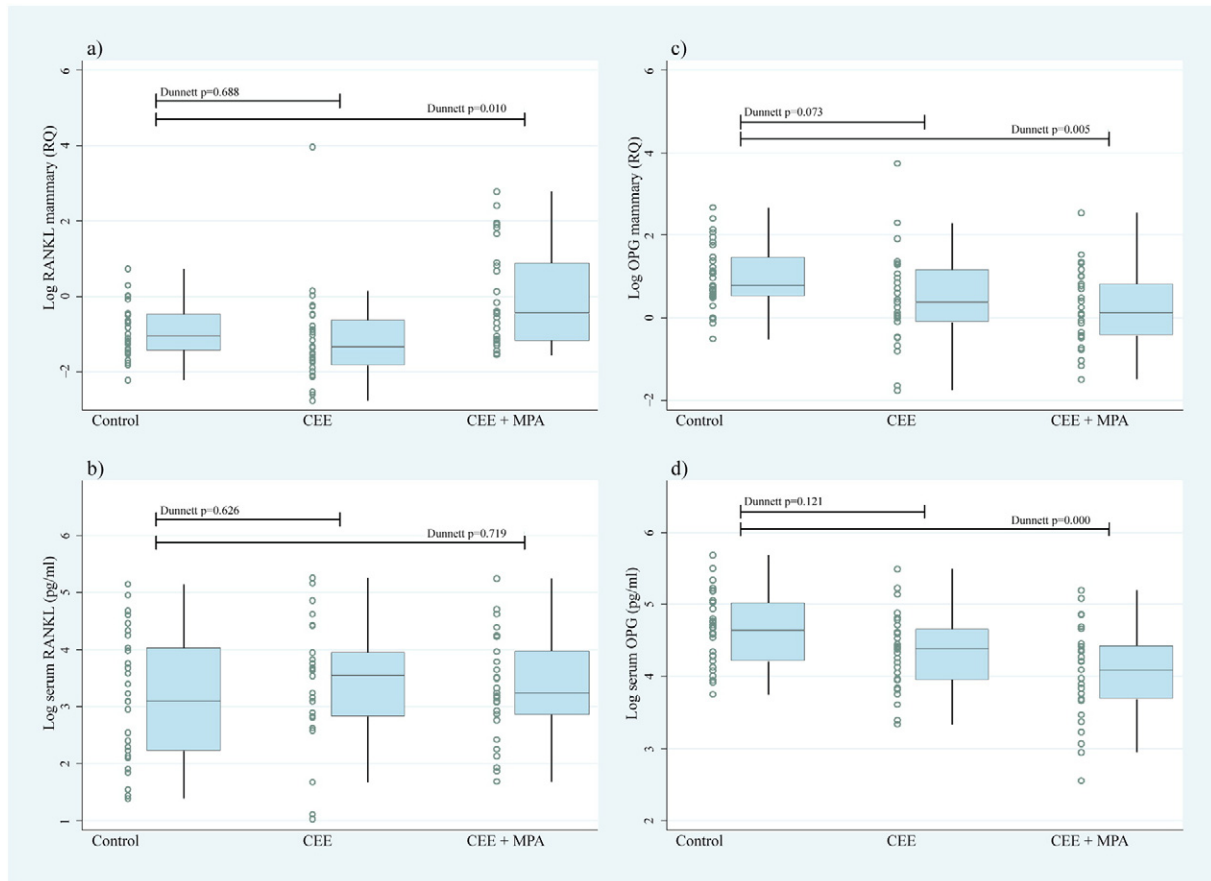 a)
Log RANKL mammary (RQ)
6
4
2
0
−2
Dunnett p=0.688
Dunnett p=0.010
Control
CEE
CEE + MPA
c)
Log OPG mammary (RQ)
6
4
2
0
−2
Dunnett p=0.073
Dunnett p=0.005
Control
CEE
CEE + MPA
b)
Log serum RANKL (pg/ml)
6
5
4
3
2
1
Dunnett p=0.626
Dunnett p=0.719
Control
CEE
CEE + MPA
d)
Log serum OPG (pg/ml)
6
5
4
3
2
Dunnett p=0.121
Dunnett p=0.000
Control
CEE
CEE + MPA